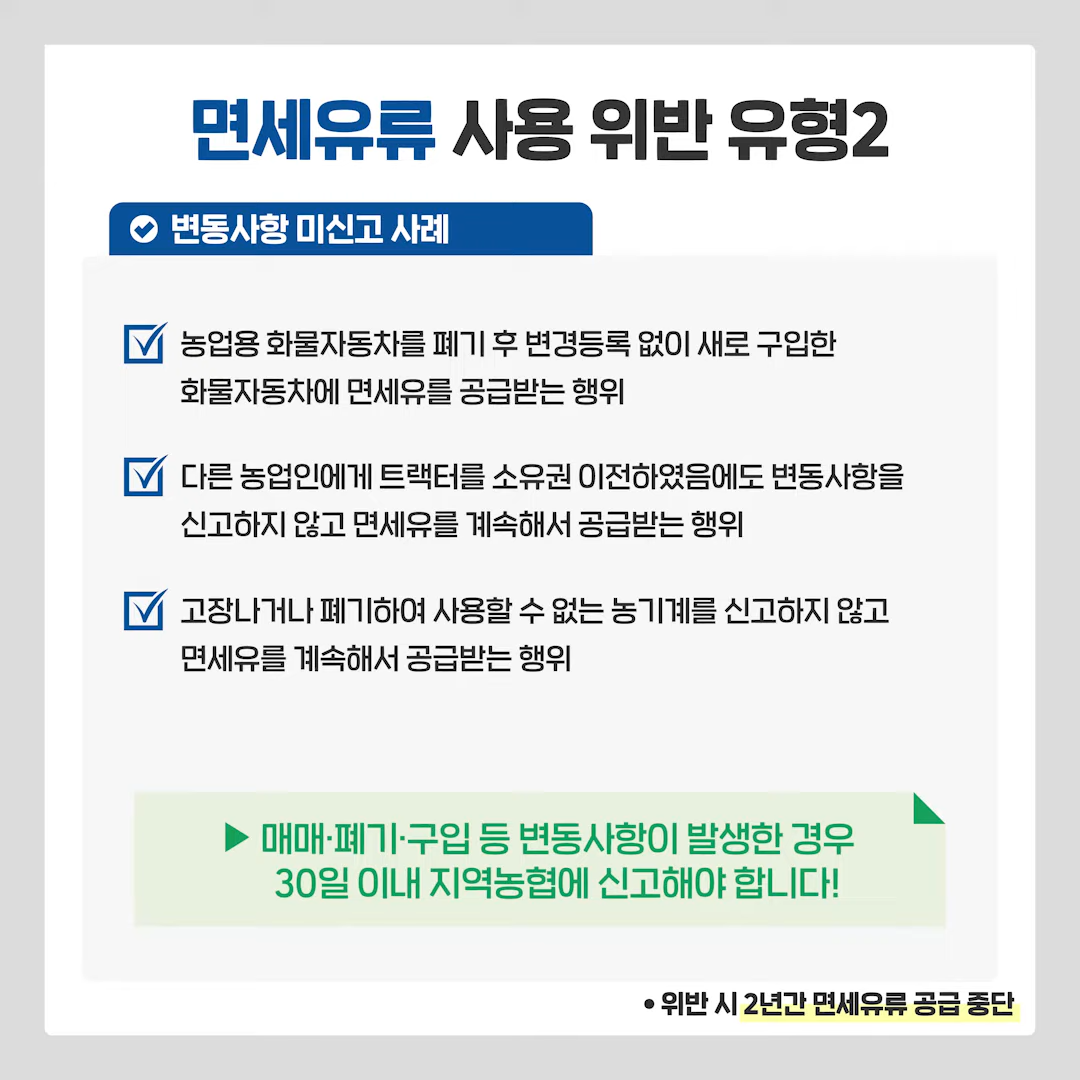 면세유류 사용 위반 유형2
변동사항 미신고 사례
농업용 화물자동차를 폐기 후 변경등록 없이 새로 구입한
화물자동차에 면세유를 공급받는 행위
다른 농업인에게 트랙터를 소유권 이전하였음에도 변동사항을
신고하지 않고 면세유를 계속해서 공급받는 행위
고장나거나 폐기하여 사용할 수 없는 농기계를 신고하지 않고
면세유를 계속해서 공급받는 행위
▶ 매매·폐기·구입 등 변동사항이 발생한 경우
30일 이내 지역농협에 신고해야 합니다!
• 위반 시 2년간 면세유류 공급 중단